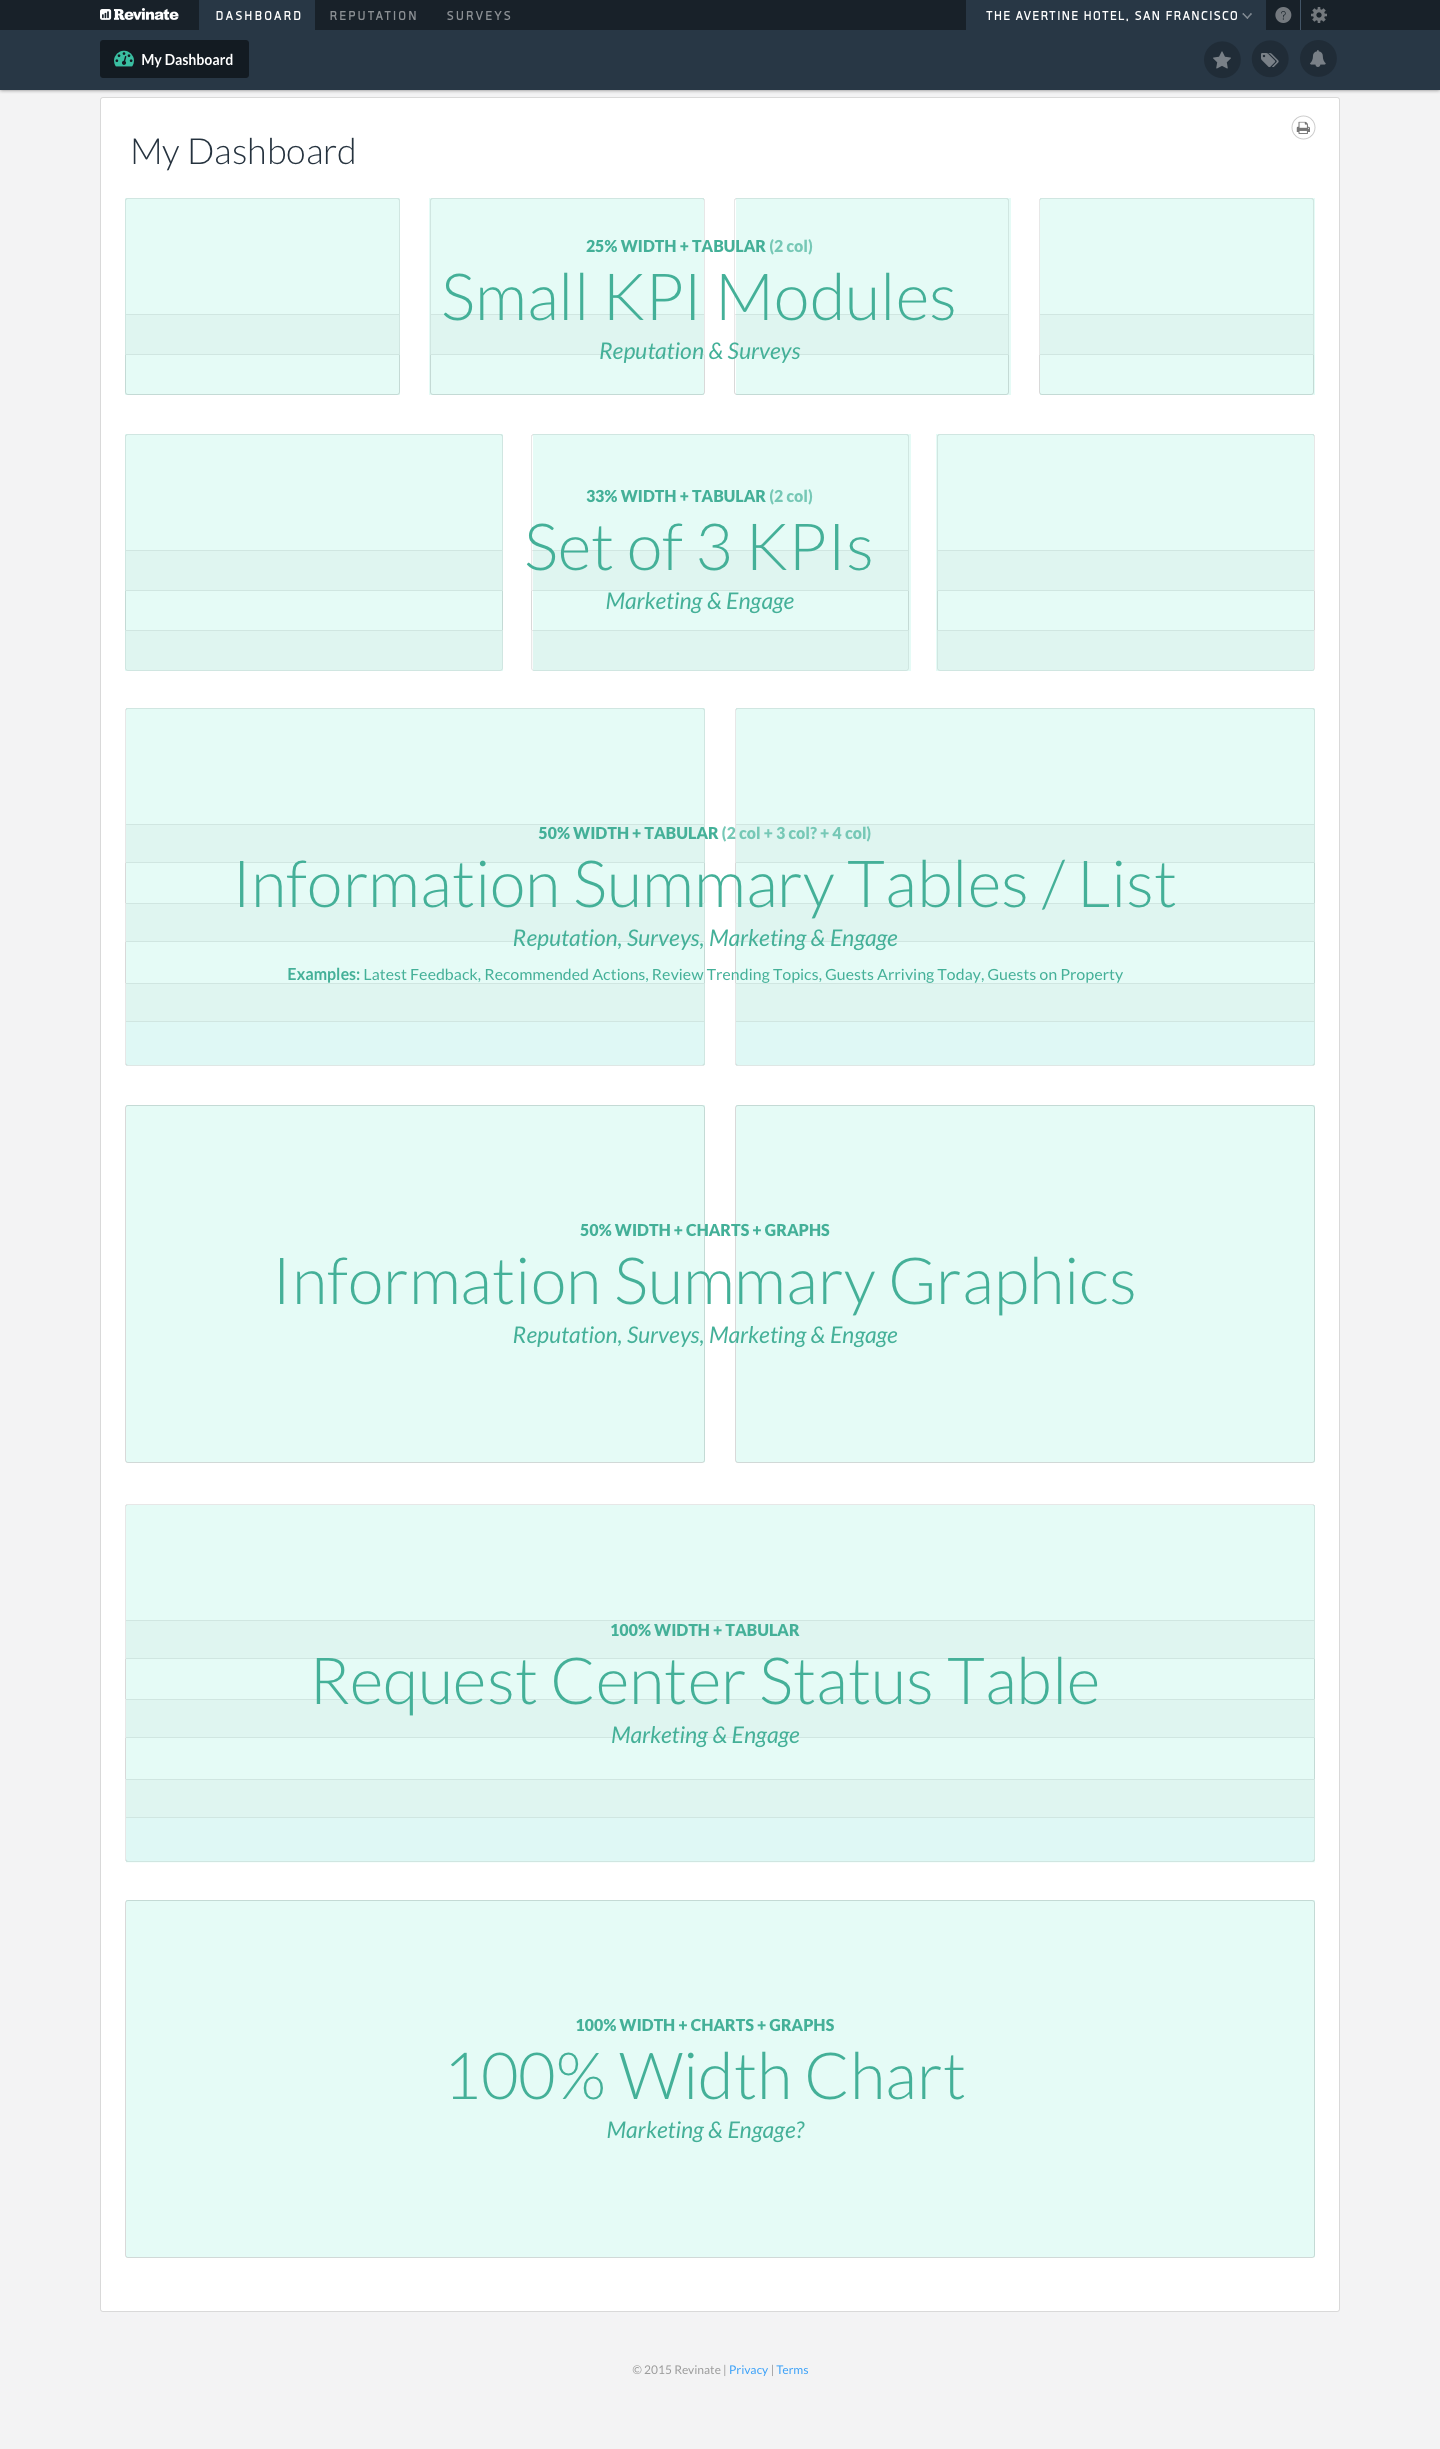 Revinate DASHBOARD REPUTATION SURVEYS THE AVERTINE HOTEL, SAN FRANCISCO ?
My Dashboard
My Dashboard
25% WIDTH + TABULAR (2 col)
Small KPI Modules
Reputation & Surveys
33% WIDTH + TABULAR (2 col)
Set of 3 KPIs
Marketing & Engage
50% WIDTH + TABULAR (2 col + 3 col? + 4 col)
Information Summary Tables / List
Reputation, Surveys, Marketing & Engage
Examples: Latest Feedback, Recommended Actions, Review Trending Topics, Guests Arriving Today, Guests on Property
50% WIDTH + CHARTS + GRAPHS
Information Summary Graphics
Reputation, Surveys, Marketing & Engage
100% WIDTH + TABULAR
Request Center Status Table
Marketing & Engage
100% WIDTH + CHARTS + GRAPHS
100% Width Chart
Marketing & Engage?
© 2015 Revinate | Privacy | Terms